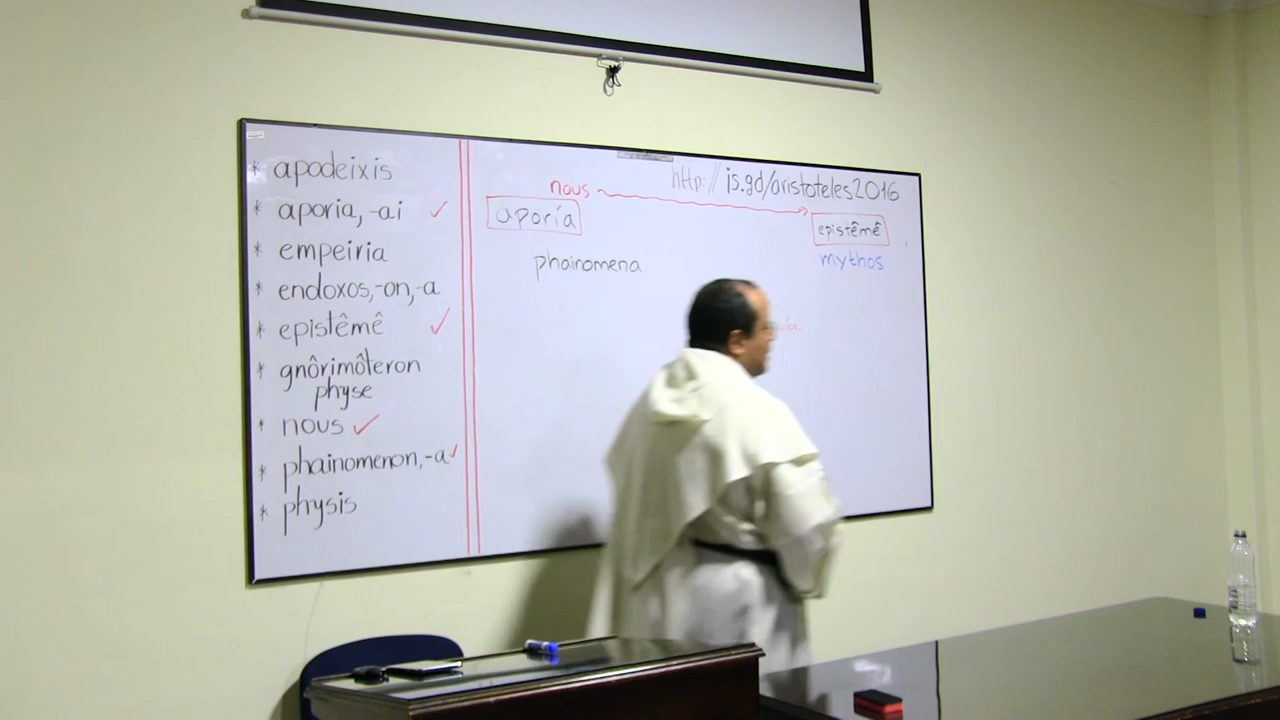 * apodeixis
* aporia, -ai ✓
* empeiria
* endoxos,-on,-a
* epistêmê ✓
* gnôrimôteron
physe
* nous ✓
* phainomenon,-a ✓
* physis
http://is.gd/aristoteles2016
nous
aporía
epistêmê
phainomena
mythos